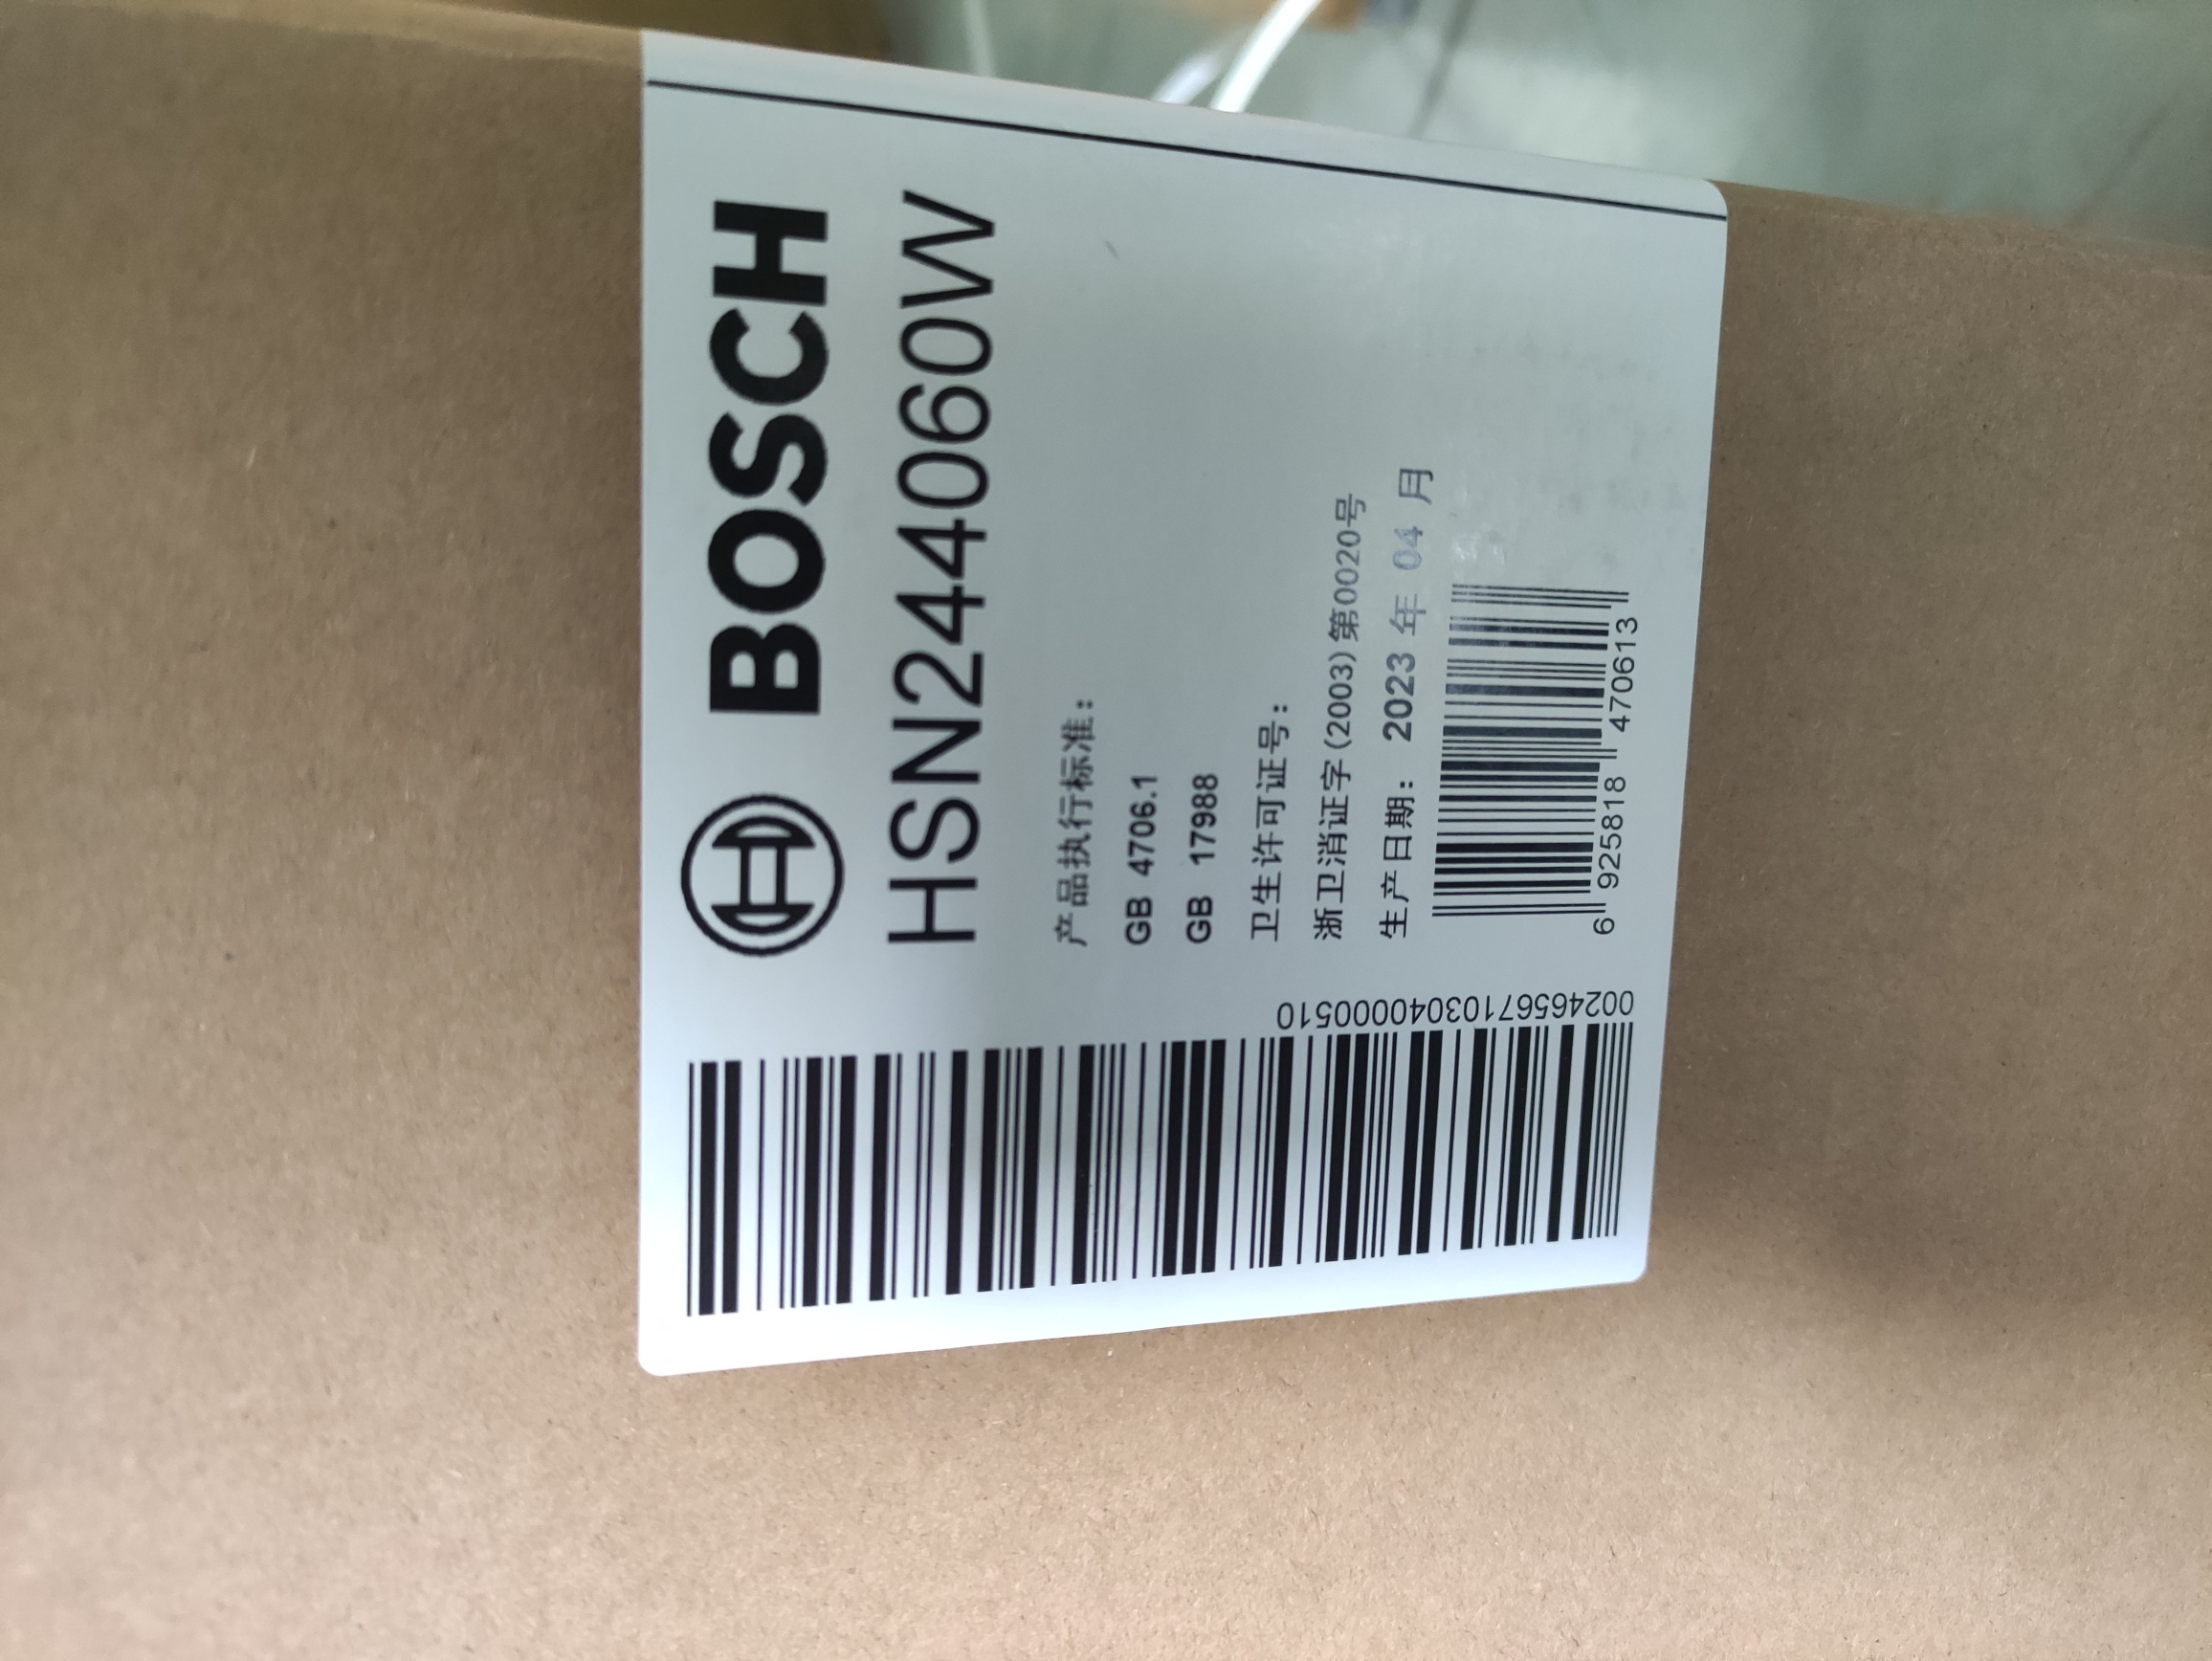 BOSCH
HSN244060W
产品执行标准：
GB 4706.1
GB 17988
卫生许可证号：
浙卫消证字(2003)第0020号
生产日期： 2023 年 04 月
6 925818 470613
002465671030400000510